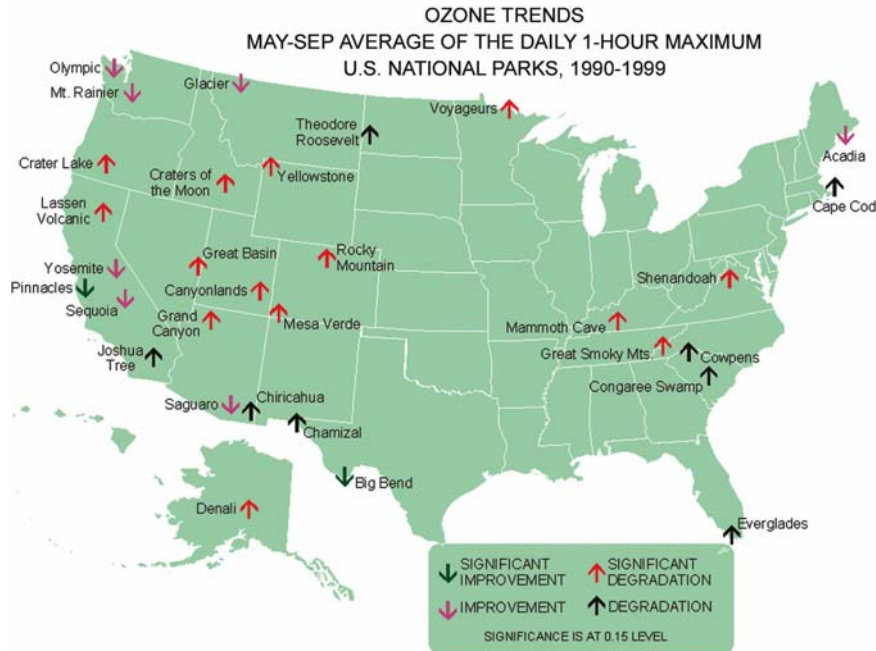 OZONE TRENDS
MAY-SEP AVERAGE OF THE DAILY 1-HOUR MAXIMUM
U.S. NATIONAL PARKS, 1990-1999
Olympic
Mt. Rainier
Glacier
Voyageurs
Theodore
Roosevelt
Acadia
Crater Lake
Craters of
the Moon
Yellowstone
Cape Cod
Lassen
Volcanic
Great Basin
Rocky
Mountain
Yosemite
Pinnacles
Sequoia
Canyonlands
Shenandoah
Grand
Canyon
Mesa Verde
Mammoth Cave
Joshua
Tree
Great Smoky Mts.
Cowpens
Congaree Swamp
Saguaro
Chiricahua
Chamizal
Big Bend
Denali
Everglades
SIGNIFICANT
IMPROVEMENT
SIGNIFICANT
DEGRADATION
IMPROVEMENT
DEGRADATION
SIGNIFICANCE IS AT 0.15 LEVEL